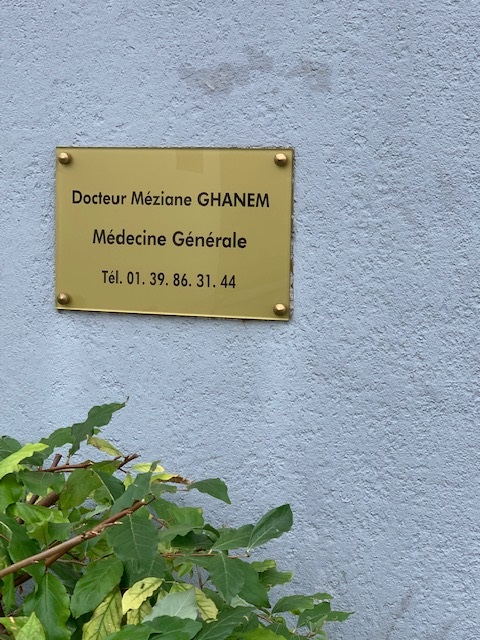 Docteur Méziane GHANEM
Médecine Générale
Tél. 01. 39. 86. 31. 44